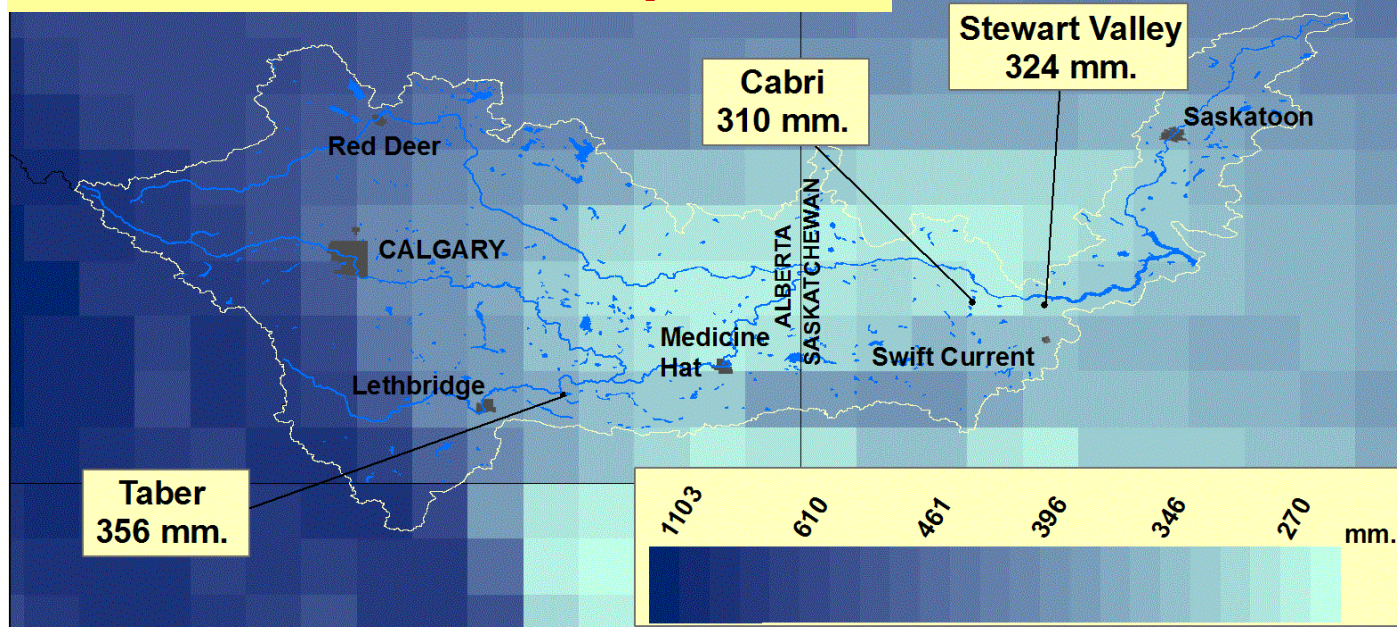 Stewart Valley
324 mm.
Cabri
310 mm.
Saskatoon
Red Deer
ALBERTA
SASKATCHEWAN
CALGARY
Medicine
Hat
Swift Current
Lethbridge
Taber
356 mm.
1103
610
461
396
346
270
mm.